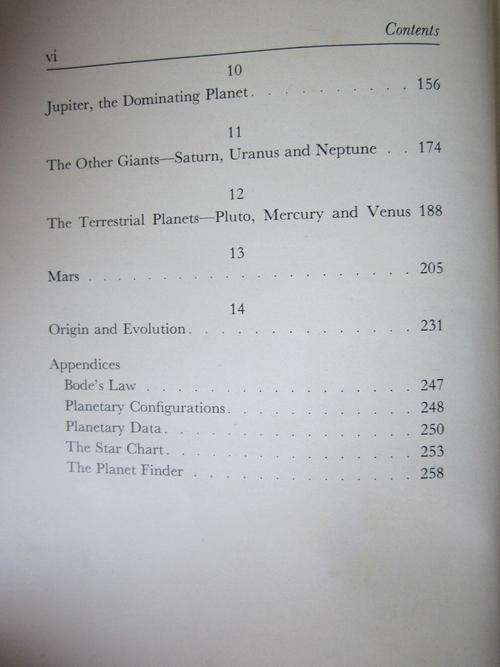 Contents
vi
10
Jupiter, the Dominating Planet. . . . . . . . . 156
11
The Other Giants—Saturn, Uranus and Neptune . . 174
12
The Terrestrial Planets—Pluto, Mercury and Venus 188
13
Mars . . . . . . . . . . . . . . . . . 205
14
Origin and Evolution. . . . . . . . . . . . 231
Appendices
Bode's Law . . . . . . . . . . . . . . 247
Planetary Configurations. . . . . . . . . . 248
Planetary Data. . . . . . . . . . . . . 250
The Star Chart. . . . . . . . . . . . . 253
The Planet Finder . . . . . . . . . . . . 258